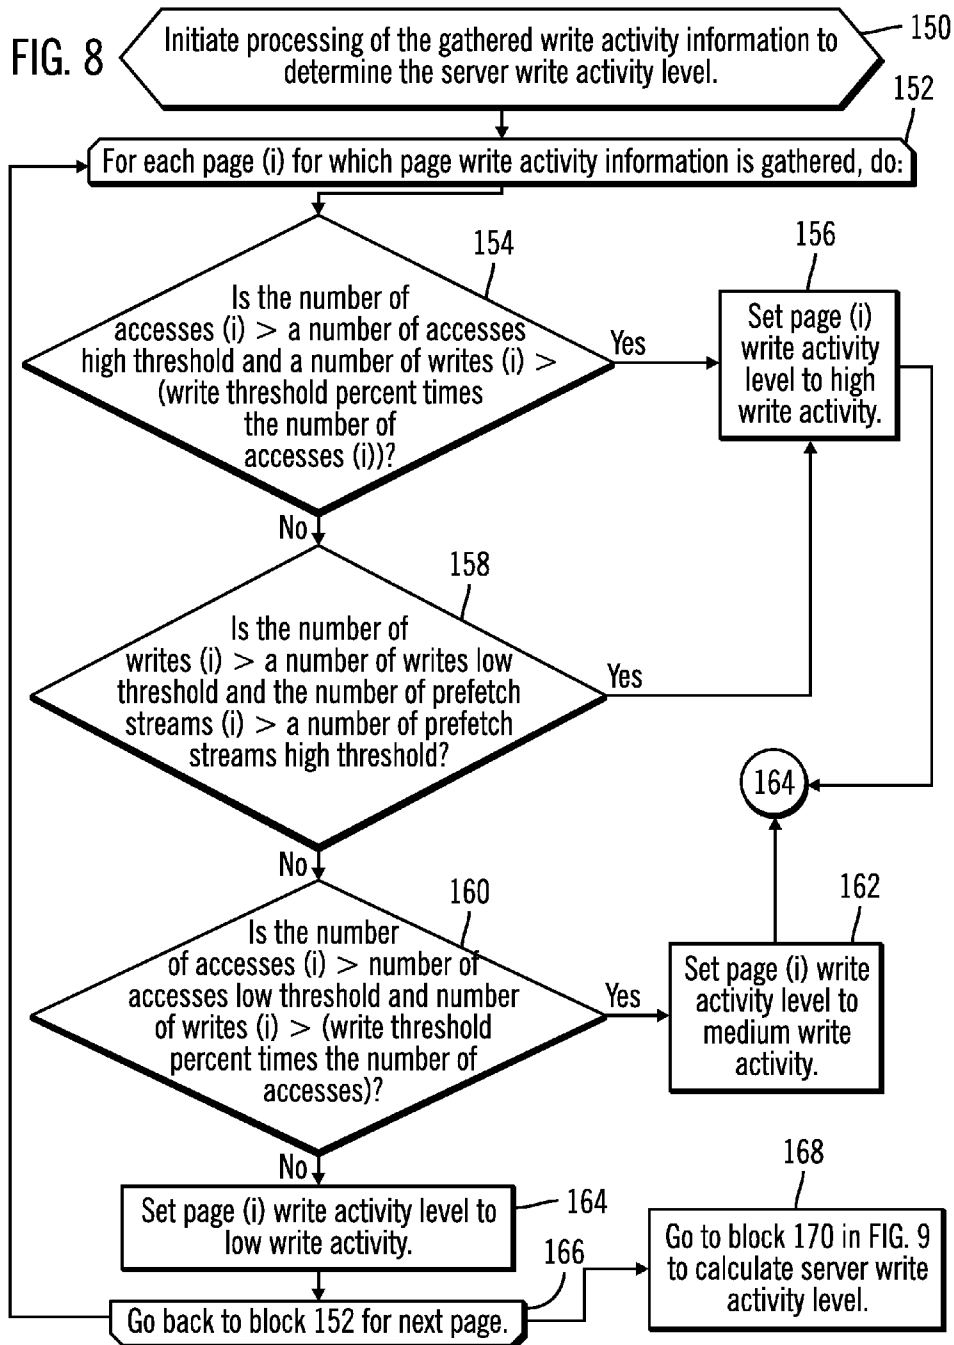 FIG. 8
Initiate processing of the gathered write activity information to
determine the server write activity level.
150
152
For each page (i) for which page write activity information is gathered, do:
154
Is the number of
accesses (i) > a number of accesses
high threshold and a number of writes (i) >
(write threshold percent times
the number of
accesses (i))?
Yes
156
Set page (i)
write activity
level to high
write activity.
No
158
Is the number of
writes (i) > a number of writes low
threshold and the number of prefetch
streams (i) > a number of prefetch
streams high threshold?
Yes
164
No
160
Is the number
of accesses (i) > number of
accesses low threshold and number
of writes (i) > (write threshold
percent times the number of
accesses)?
Yes
162
Set page (i) write
activity level to
medium write
activity.
No
Set page (i) write activity level to
low write activity.
164
166
Go back to block 152 for next page.
168
Go to block 170 in FIG. 9
to calculate server write
activity level.